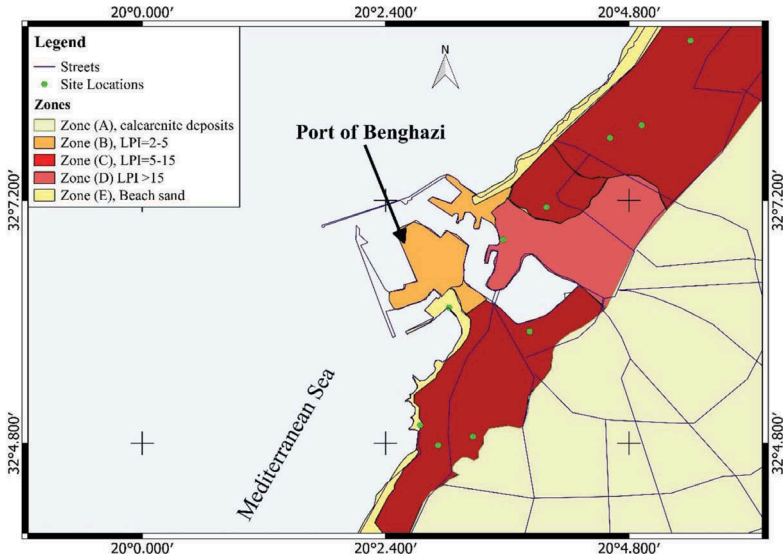 20°0.000'
20°2.400'
20°4.800'
Legend
Streets
Site Locations
Zones
Zone (A), calcarenite deposits
Zone (B), LPI=2-5
Zone (C), LPI=5-15
Zone (D) LPI >15
Zone (E), Beach sand
N
Port of Benghazi
32°7.200'
32°7.200'
Mediterranean Sea
32°4.800'
32°4.800'
20°0.000'
20°2.400'
20°4.800'